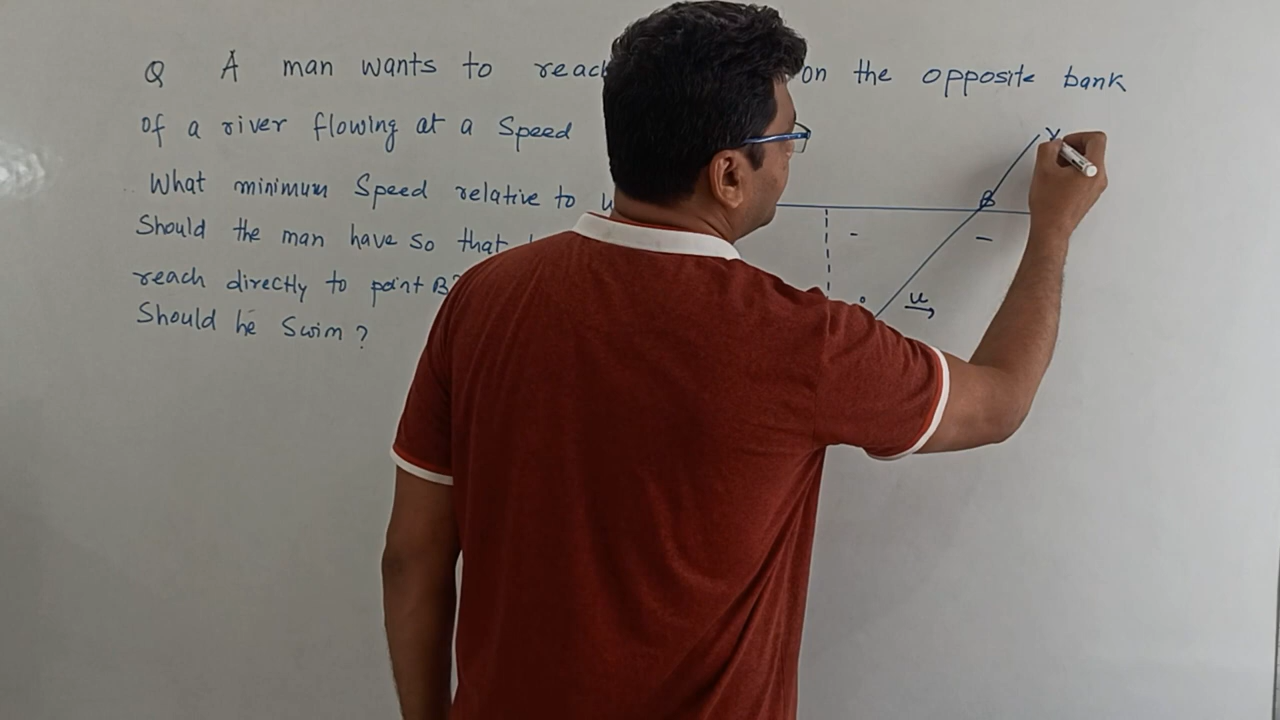 Q A man wants to reac on the opposite bank
of a river flowing at a Speed
What minimum Speed relative to
Should the man have so that
reach directly to point B?
Should he Swim?
Y
B
u